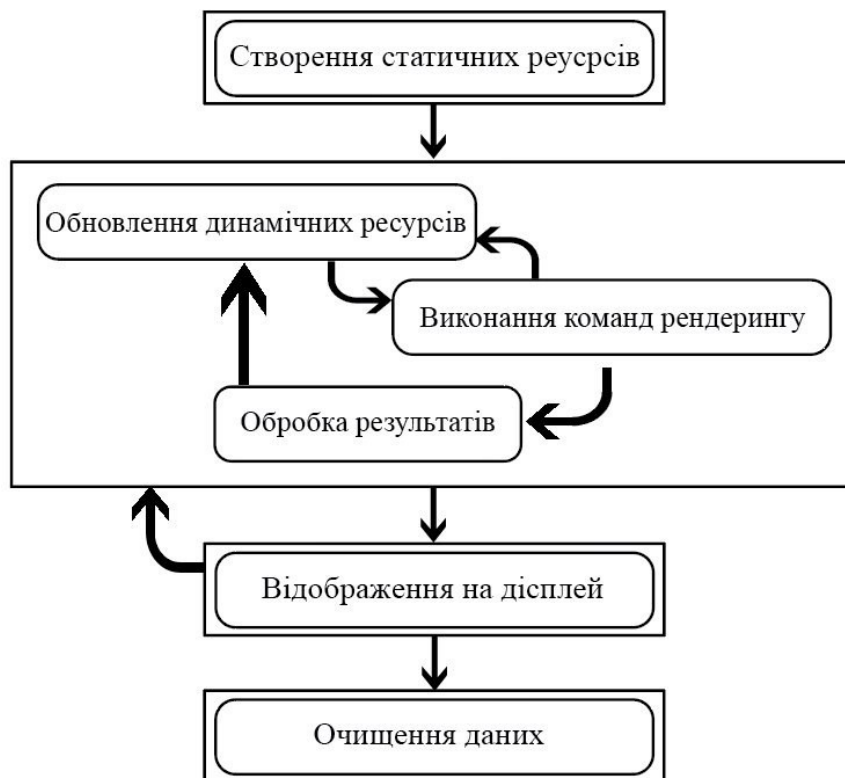 Створення статичних реусрсів
Обновлення динамічних ресурсів
Виконання команд рендерингу
Обробка результатів
Відображення на дісплей
Очищення даних